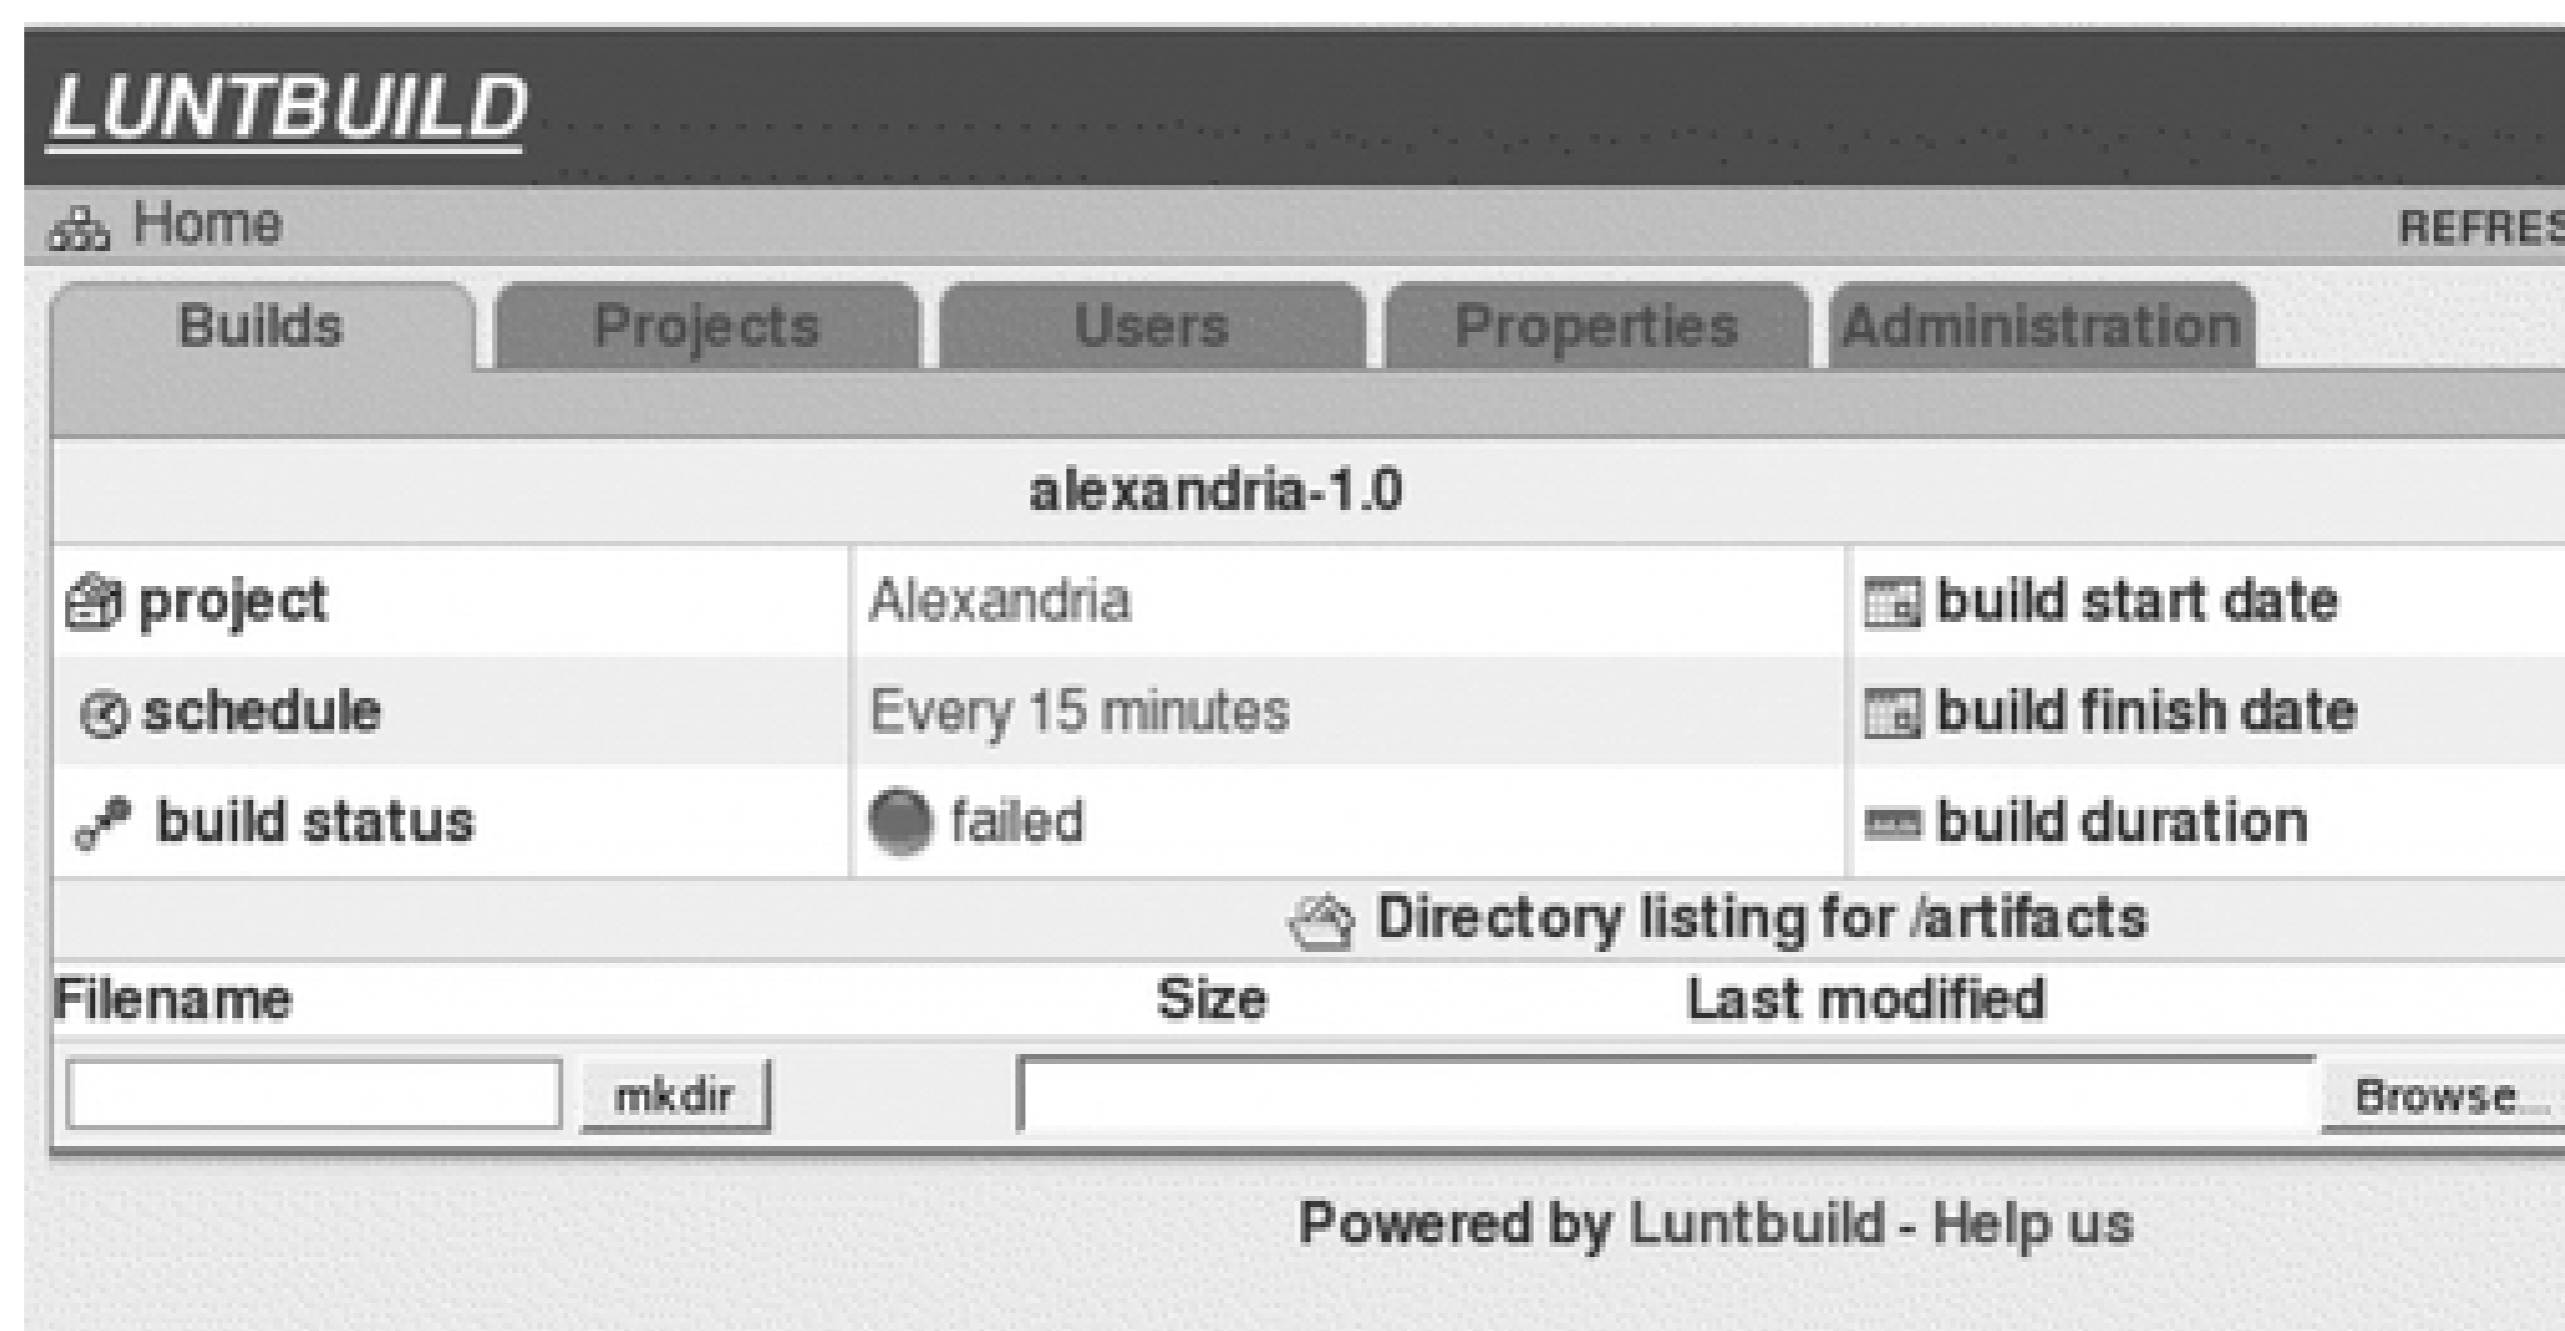 LUNTBUILD
Home REFRES
Builds Projects Users Properties Administration
alexandria-1.0
project Alexandria build start date
schedule Every 15 minutes build finish date
build status failed build duration
Directory listing for /artifacts
Filename Size Last modified
mkdir Browse...
Powered by Luntbuild - Help us